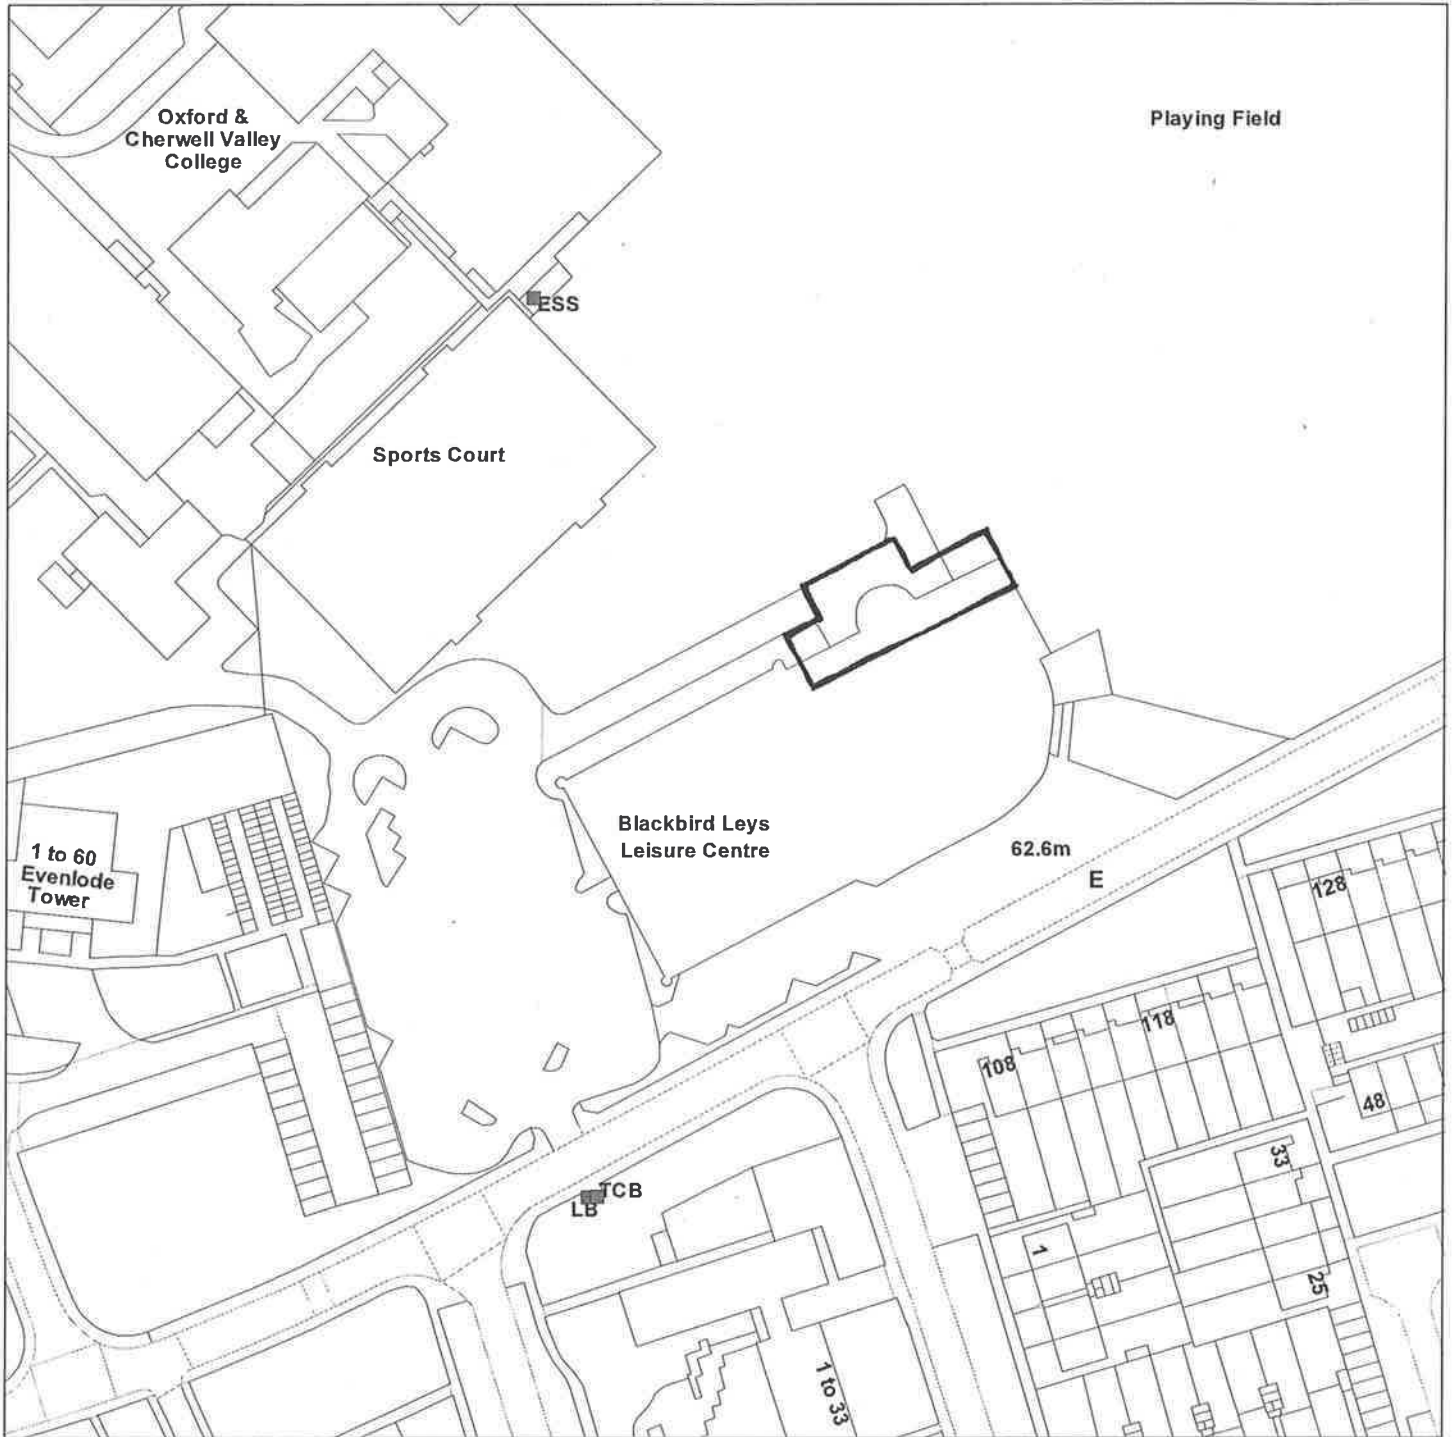 Oxford &
Cherwell Valley
College
Playing Field
ESS
Sports Court
Blackbird Leys
Leisure Centre
62.6m
E
1 to 60
Evenlode
Tower
128
118
108
48
33
TCB
LB
1
25
1 to 33